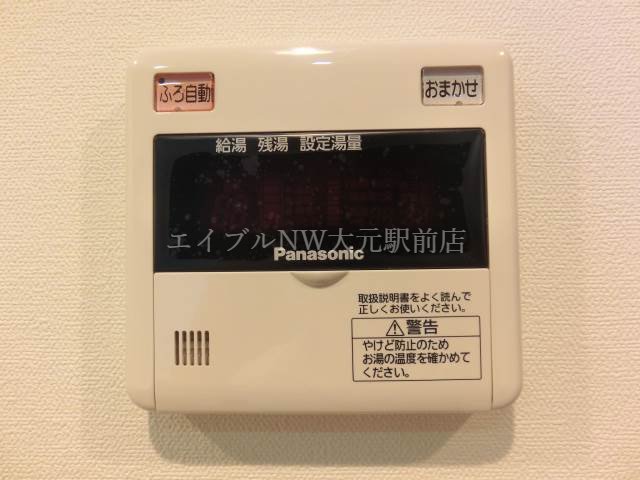 ふろ自動
おまかせ
給湯 残湯 設定湯量
エイブルNW大元駅前店
Panasonic
取扱説明書をよく読んで
正しくお使いください。
⚠警告
やけど防止のため
お湯の温度を確かめて
ください。